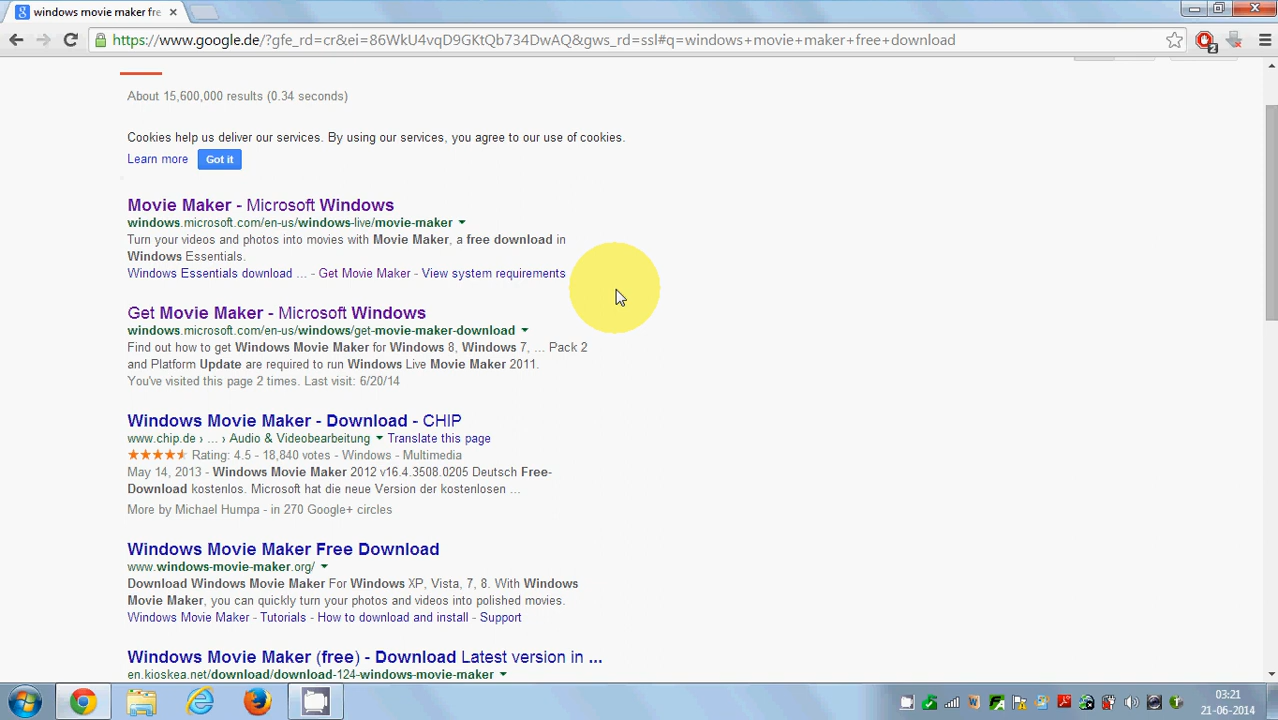 windows movie maker fre
https://www.google.de/?gfe_rd=cr&ei=86WkU4vqD9GKtQb734DwAQ&gws_rd=ssl#q=windows+movie+maker+free+download
2
About 15,600,000 results (0.34 seconds)
Cookies help us deliver our services. By using our services, you agree to our use of cookies.
Learn more Got it
Movie Maker - Microsoft Windows
windows.microsoft.com/en-us/windows-live/movie-maker
Turn your videos and photos into movies with Movie Maker, a free download in
Windows Essentials.
Windows Essentials download ... - Get Movie Maker - View system requirements
Get Movie Maker - Microsoft Windows
windows.microsoft.com/en-us/windows/get-movie-maker-download
Find out how to get Windows Movie Maker for Windows 8, Windows 7, ... Pack 2
and Platform Update are required to run Windows Live Movie Maker 2011.
You've visited this page 2 times. Last visit: 6/20/14
Windows Movie Maker - Download - CHIP
www.chip.de › ... › Audio & Videobearbeitung Translate this page
Rating: 4.5 - 18,840 votes - Windows - Multimedia
May 14, 2013 - Windows Movie Maker 2012 v16.4.3508.0205 Deutsch Free-
Download kostenlos. Microsoft hat die neue Version der kostenlosen ...
More by Michael Humpa - in 270 Google+ circles
Windows Movie Maker Free Download
www.windows-movie-maker.org/
Download Windows Movie Maker For Windows XP, Vista, 7, 8. With Windows
Movie Maker, you can quickly turn your photos and videos into polished movies.
Windows Movie Maker - Tutorials - How to download and install - Support
Windows Movie Maker (free) - Download Latest version in ...
en.kioskea.net/download/download-124-windows-movie-maker
03:21
21-06-2014